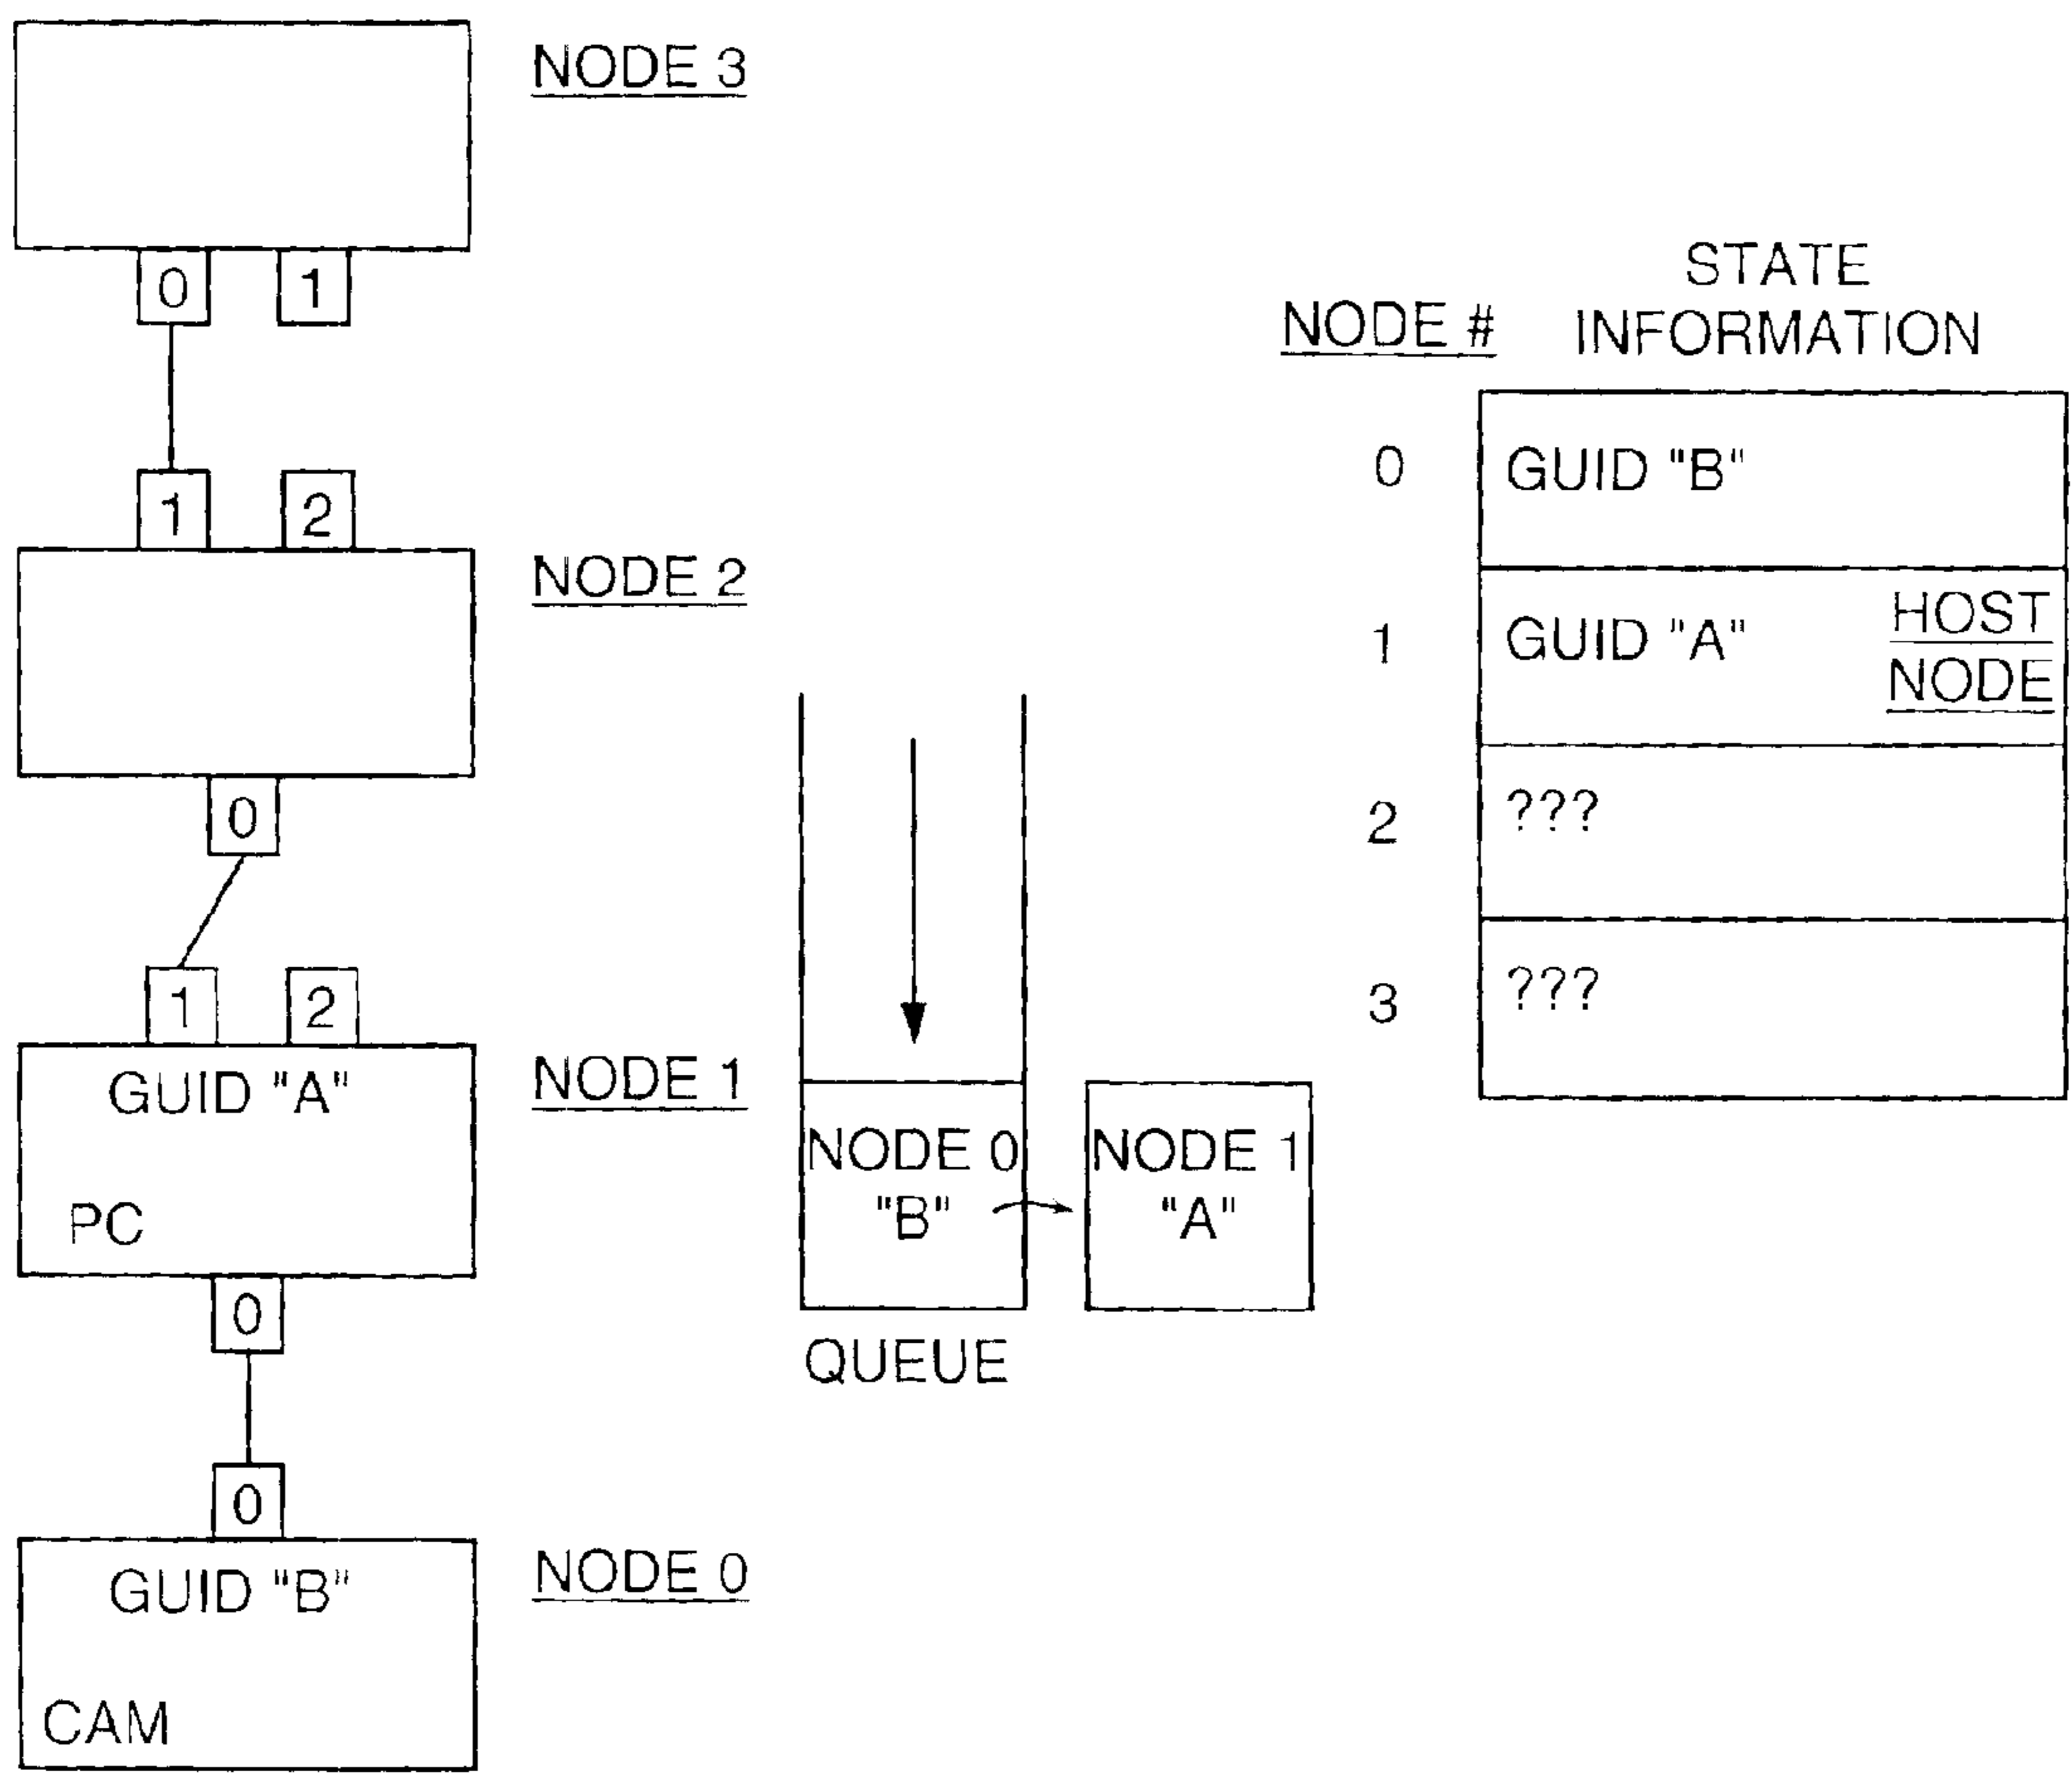 NODE 3
0 1
1 2
NODE 2
0
1 2
GUID "A"
PC
NODE 1
0
0
GUID "B"
CAM
NODE 0
NODE 0
"B"
NODE 1
"A"
QUEUE
NODE #
STATE
INFORMATION
0 GUID "B"
1 GUID "A" HOST
NODE
2 ???
3 ???